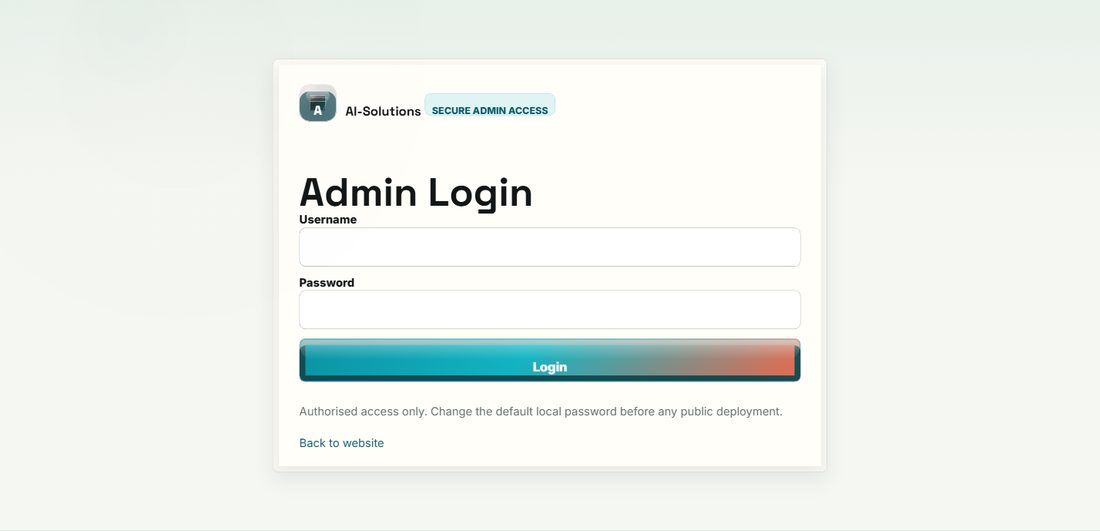 A
AI-Solutions SECURE ADMIN ACCESS
Admin Login
Username
Password
Login
Authorised access only. Change the default local password before any public deployment.
Back to website